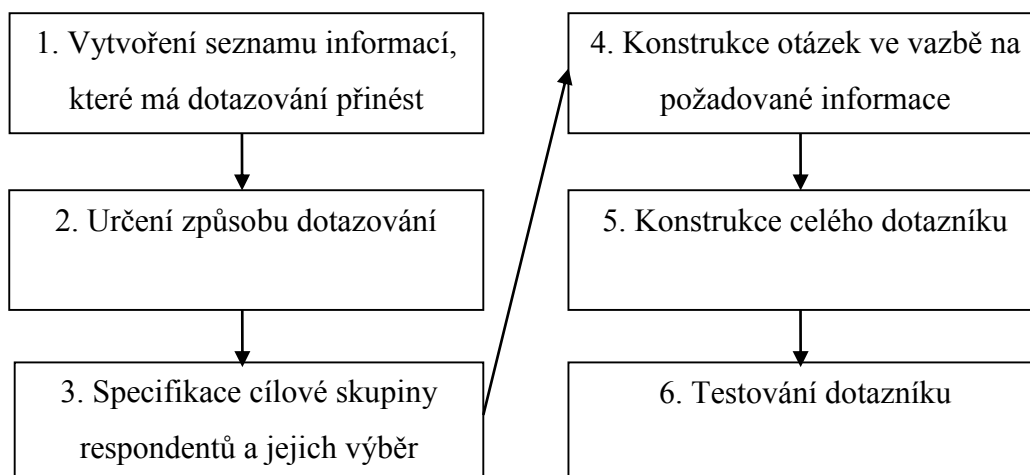 1. Vytvoření seznamu informací,
které má dotazování přinést
2. Určení způsobu dotazování
3. Specifikace cílové skupiny
respondentů a jejich výběr
4. Konstrukce otázek ve vazbě na
požadované informace
5. Konstrukce celého dotazníku
6. Testování dotazníku